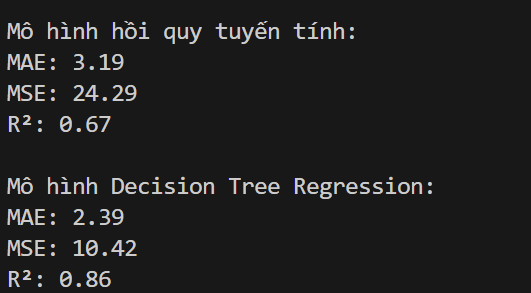 Mô hình hồi quy tuyến tính:
MAE: 3.19
MSE: 24.29
R²: 0.67
Mô hình Decision Tree Regression:
MAE: 2.39
MSE: 10.42
R²: 0.86